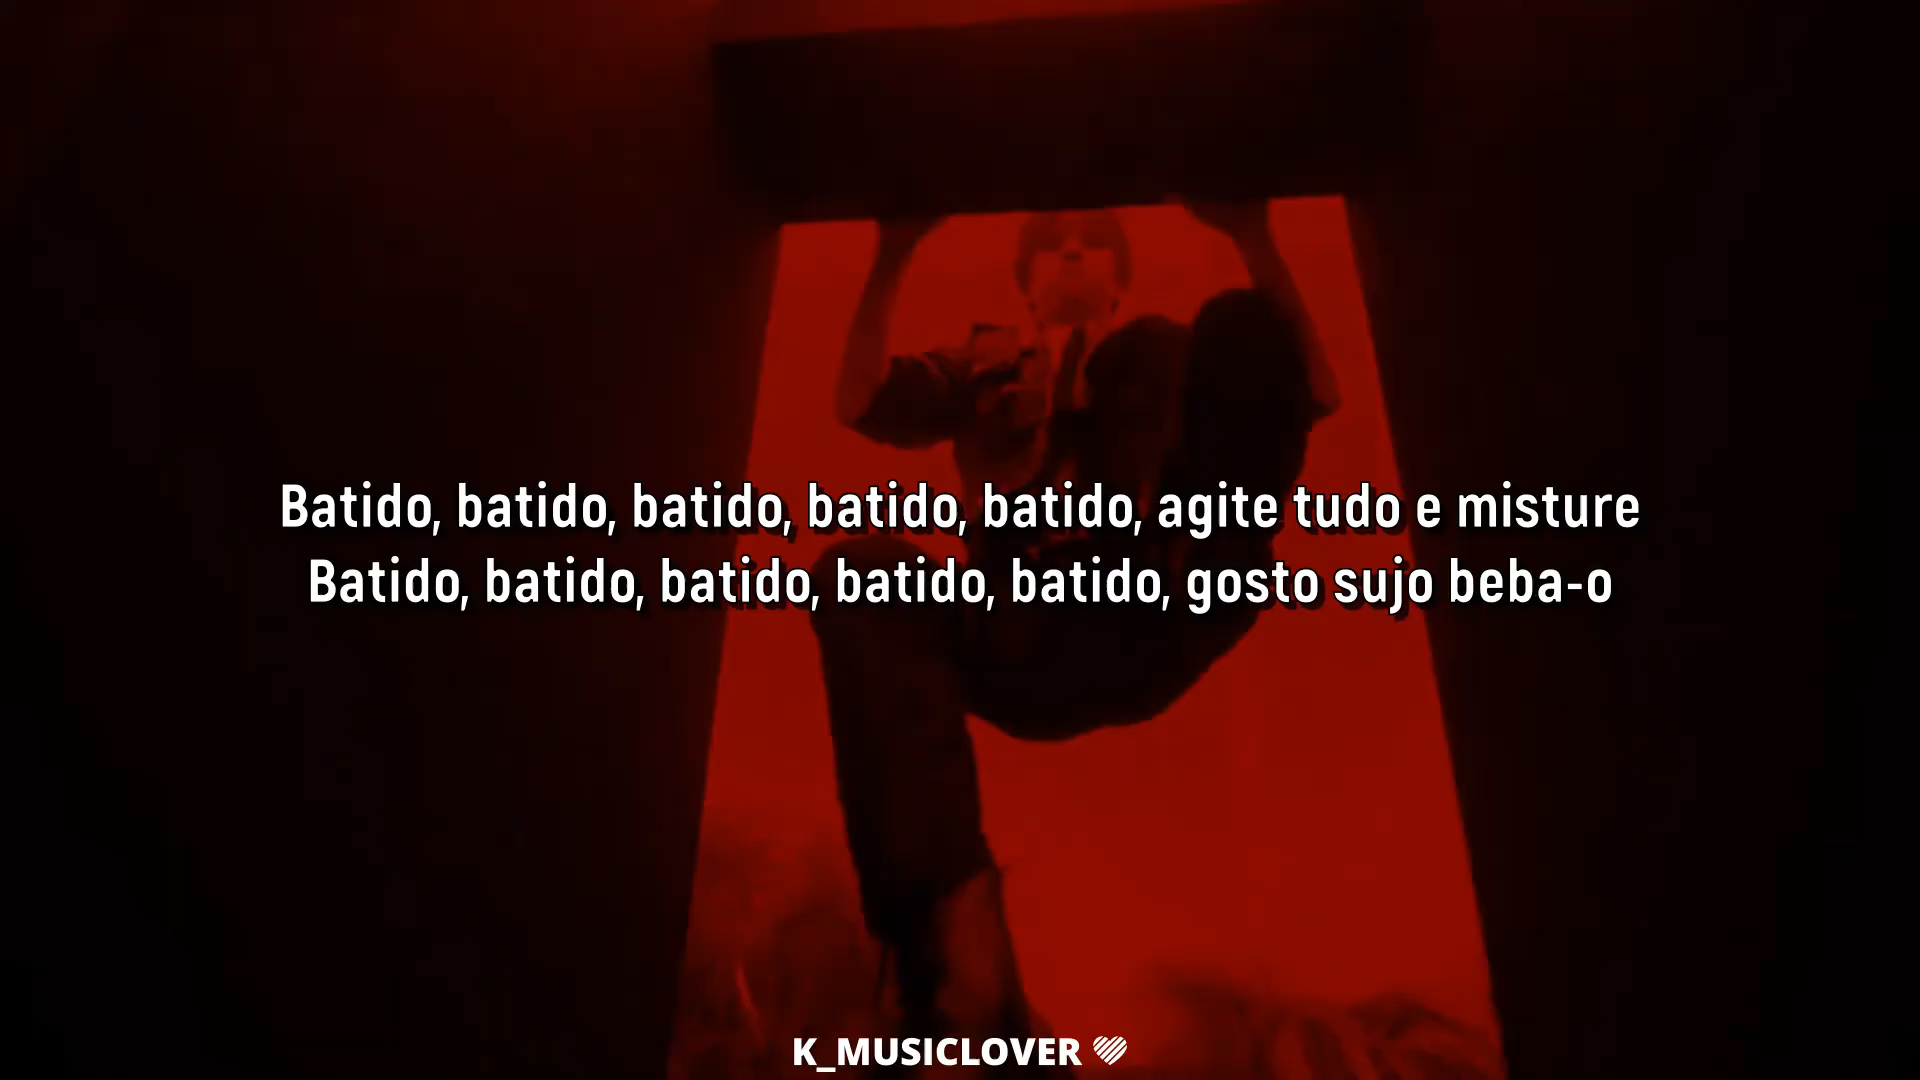 Batido, batido, batido, batido, batido, agite tudo e misture
Batido, batido, batido, batido, batido, gosto sujo beba-o
K_MUSICLOVER